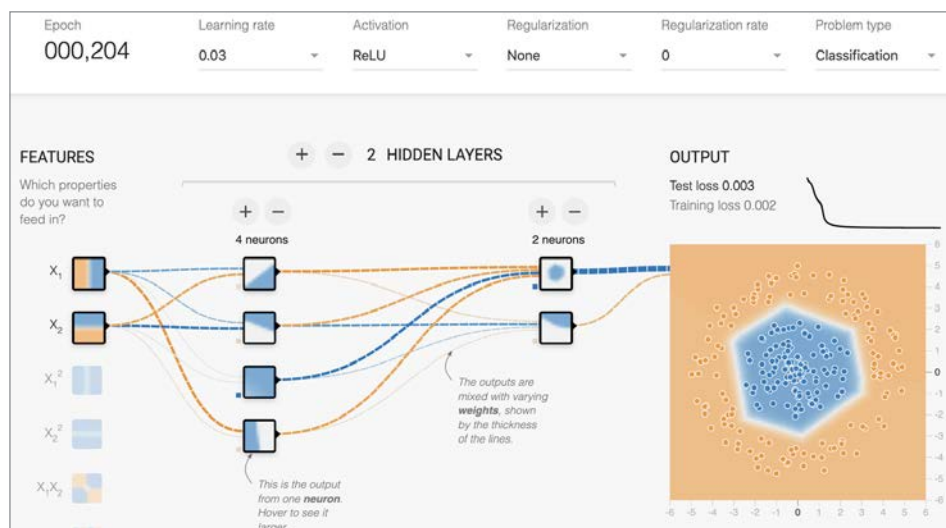 Epoch
000,204
Learning rate
0.03
Activation
ReLU
Regularization
None
Regularization rate
0
Problem type
Classification
FEATURES
Which properties
do you want to
feed in?
+ − 2 HIDDEN LAYERS
+ −
4 neurons
+ −
2 neurons
OUTPUT
Test loss 0.003
Training loss 0.002
X₁
X₂
X₁²
X₂²
X₁X₂
The outputs are
mixed with varying
weights, shown
by the thickness
of the lines.
This is the output
from one neuron.
Hover to see it
larger.
6
5
4
3
2
1
0
-1
-2
-3
-4
-5
-6
-6 -5 -4 -3 -2 -1 0 1 2 3 4 5 6